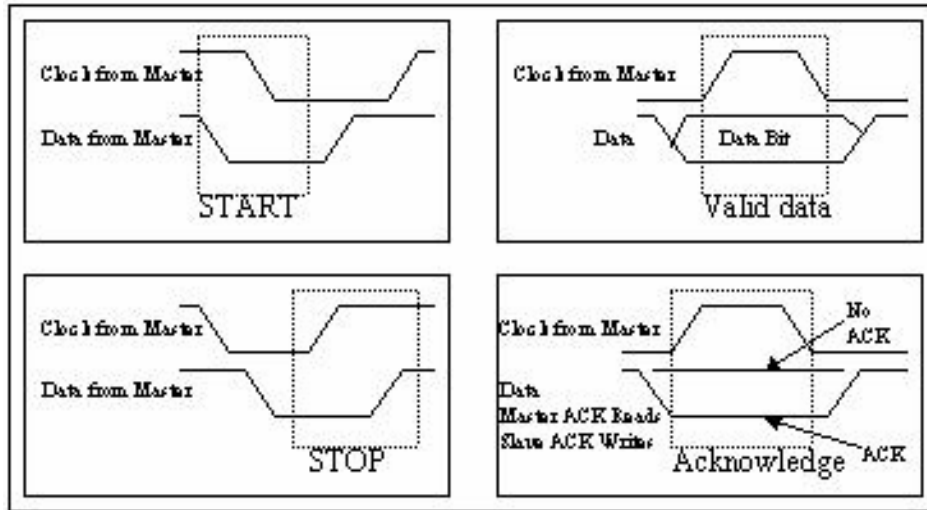 Clock from Master
Data from Master
START
Clock from Master
Data
Data Bit
Valid data
Clock from Master
Data from Master
STOP
Clock from Master
No
ACK
Data
Master ACK Reads
Slave ACK Writes
ACK
Acknowledge